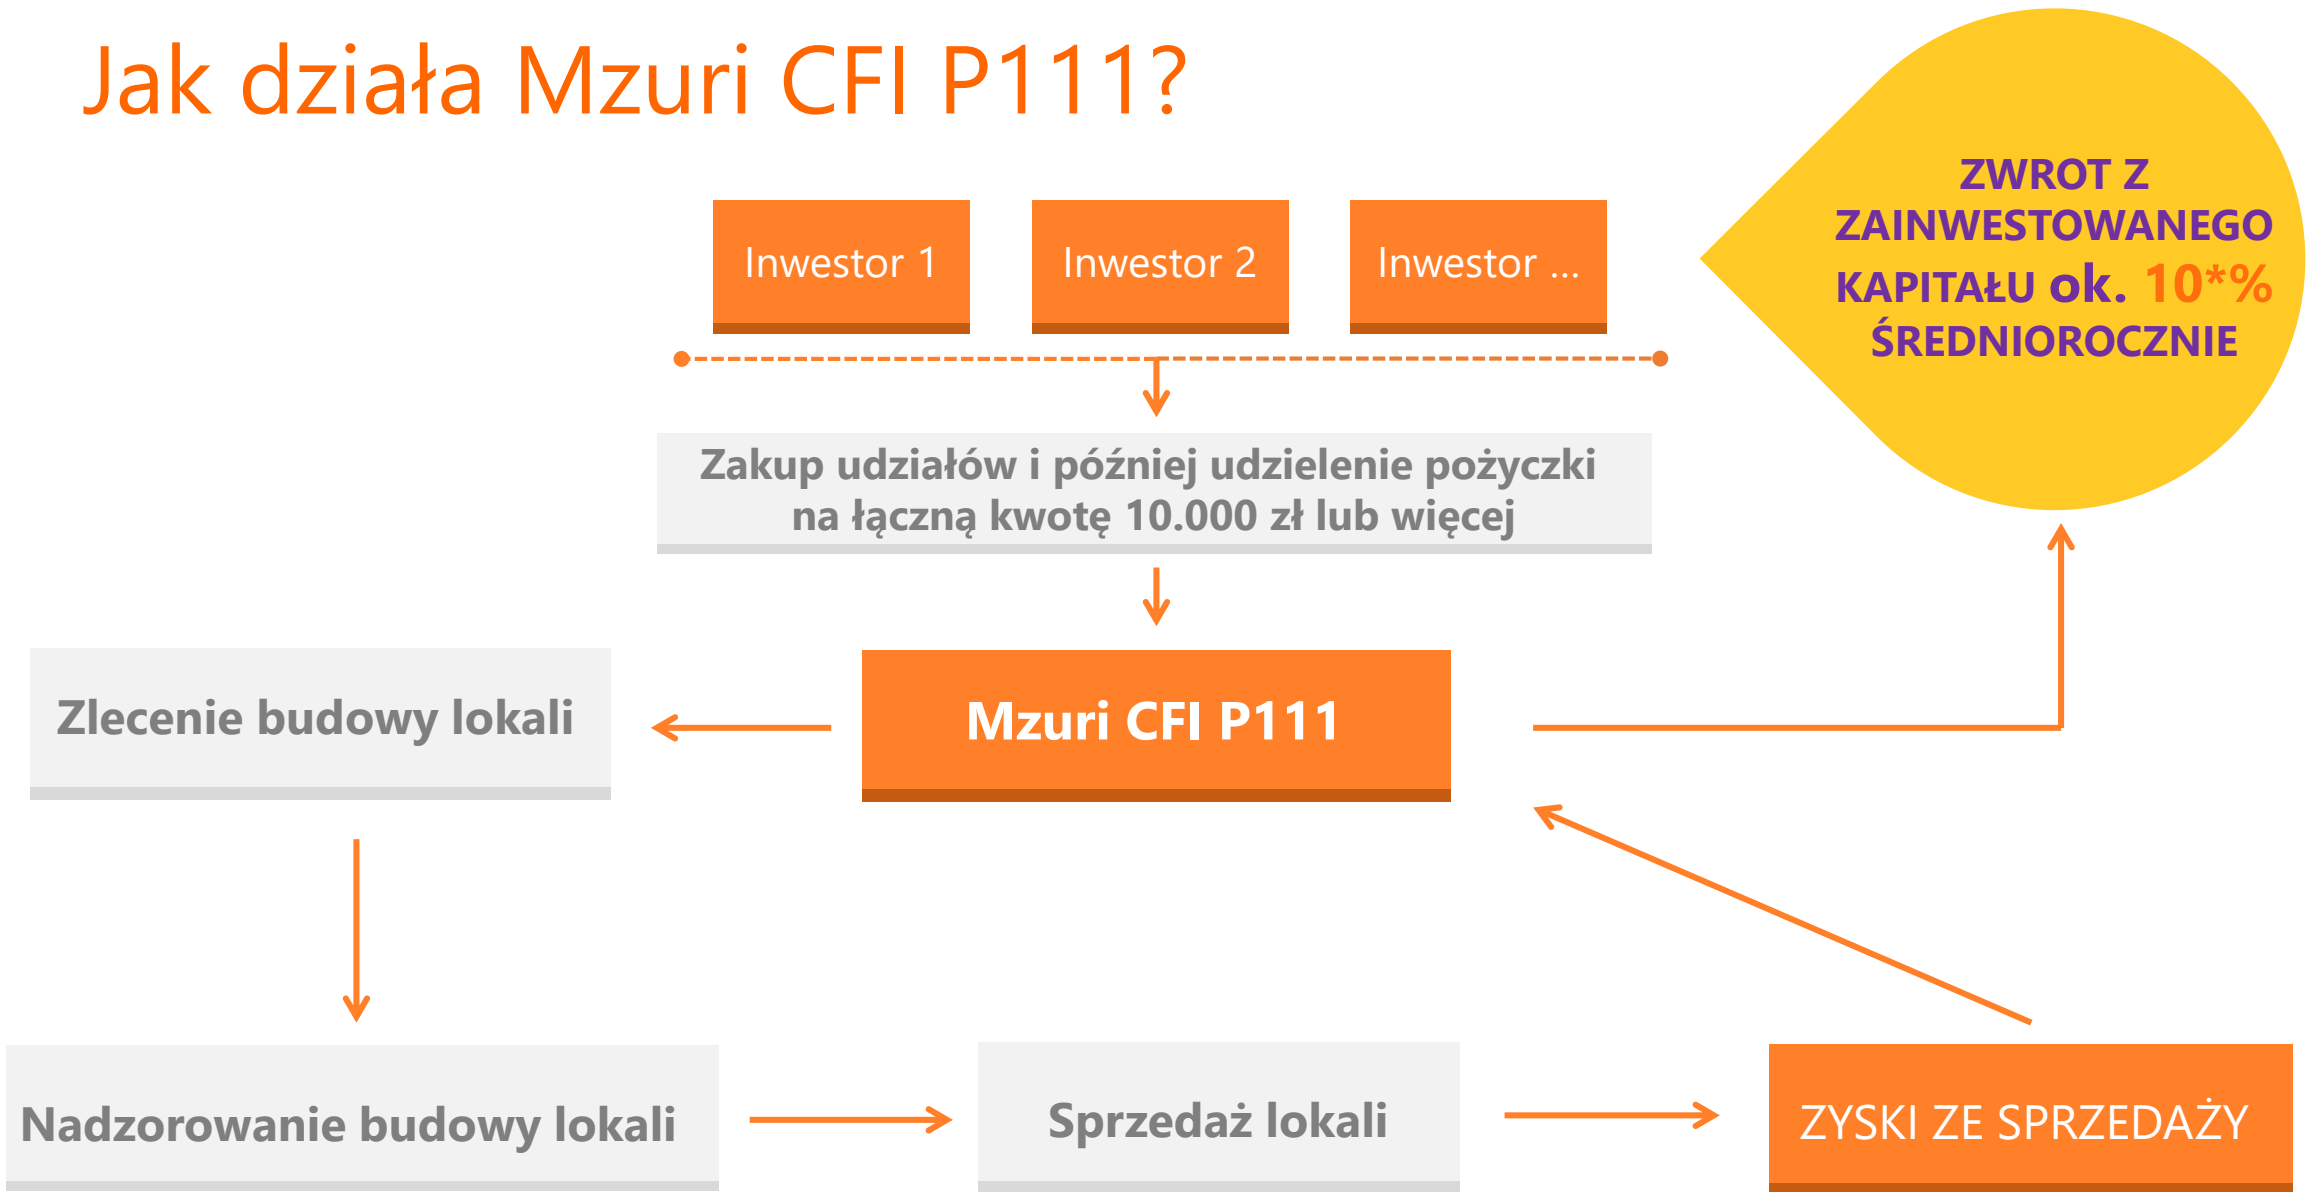 Jak działa Mzuri CFI P111?
ZWROT Z
ZAINWESTOWANEGO
KAPITAŁU ok. 10*%
ŚREDNIOROCZNIE
Inwestor 1
Inwestor 2
Inwestor ...
Zakup udziałów i później udzielenie pożyczki
na łączną kwotę 10.000 zł lub więcej
Zlecenie budowy lokali
Mzuri CFI P111
Nadzorowanie budowy lokali
Sprzedaż lokali
ZYSKI ZE SPRZEDAŻY